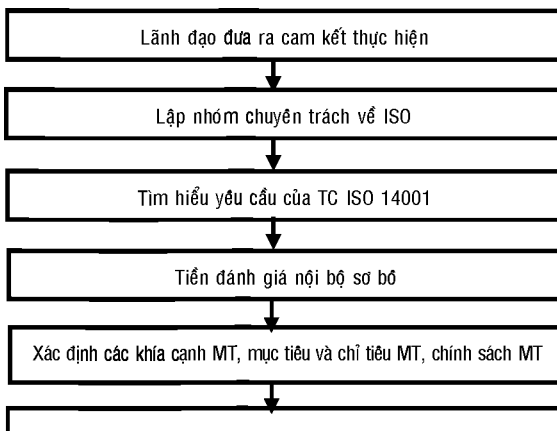 Lãnh đạo đưa ra cam kết thực hiện
Lập nhóm chuyên trách về ISO
Tìm hiểu yêu cầu của TC ISO 14001
Tiền đánh giá nội bộ sơ bồ
Xác định các khía cạnh MT, mục tiêu và chỉ tiêu MT, chính sách MT